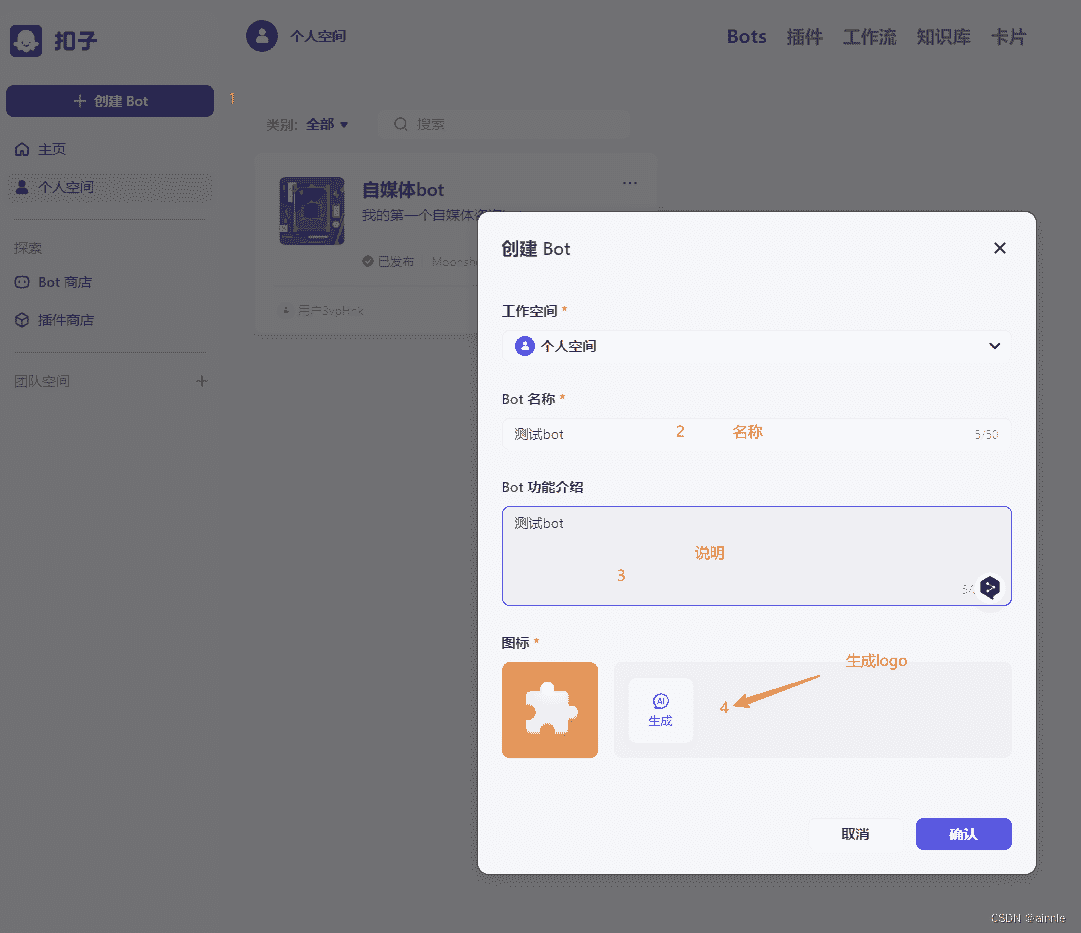 扣子
个人空间
Bots 插件 工作流 知识库 卡片
创建 Bot
1
类别: 全部
搜索
主页
个人空间
自媒体bot
我的第一个自媒体
已发布
探索
Bot 商店
插件商店
团队空间
创建 Bot
工作空间 *
个人空间
Bot 名称 *
测试bot
2 名称
5/50
Bot 功能介绍
测试bot
说明
3
5/
图标 *
生成logo
AI
生成
4
取消
确认
CSDN @ainnle